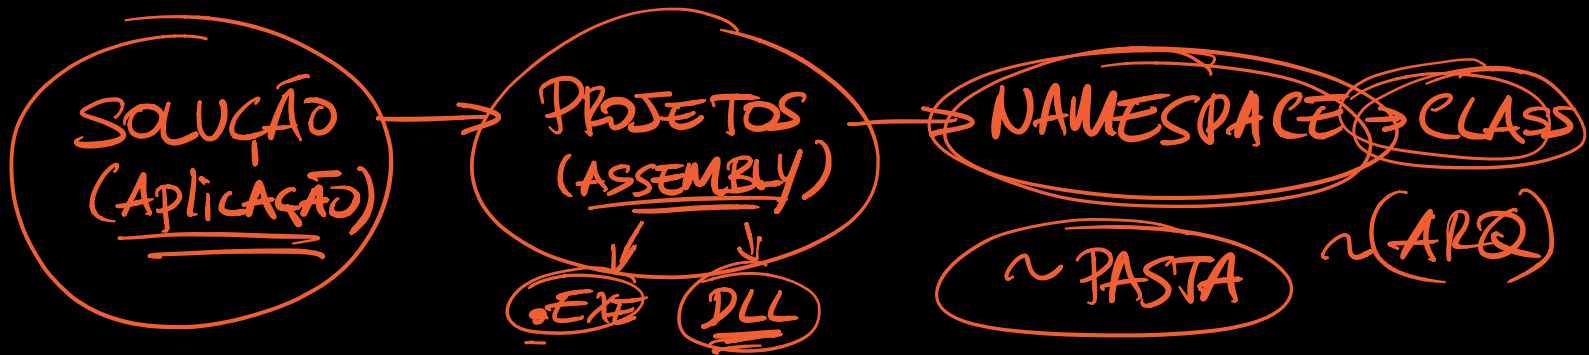 SOLUÇÃO
(APLICAÇÃO)
PROJETOS
(ASSEMBLY)
.EXE
DLL
NAMESPACE
~ PASTA
CLASS
~(ARQ)